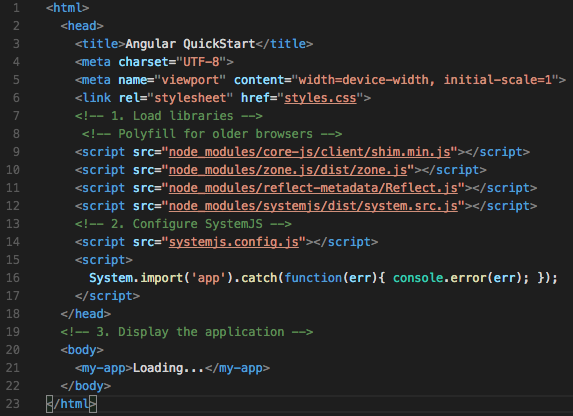 1 <html>
2   <head>
3     <title>Angular QuickStart</title>
4     <meta charset="UTF-8">
5     <meta name="viewport" content="width=device-width, initial-scale=1">
6     <link rel="stylesheet" href="styles.css">
7     <!-- 1. Load libraries -->
8      <!-- Polyfill for older browsers -->
9     <script src="node_modules/core-js/client/shim.min.js"></script>
10     <script src="node_modules/zone.js/dist/zone.js"></script>
11     <script src="node_modules/reflect-metadata/Reflect.js"></script>
12     <script src="node_modules/systemjs/dist/system.src.js"></script>
13     <!-- 2. Configure SystemJS -->
14     <script src="systemjs.config.js"></script>
15     <script>
16       System.import('app').catch(function(err){ console.error(err); });
17     </script>
18   </head>
19   <!-- 3. Display the application -->
20   <body>
21     <my-app>Loading...</my-app>
22   </body>
23 </html>